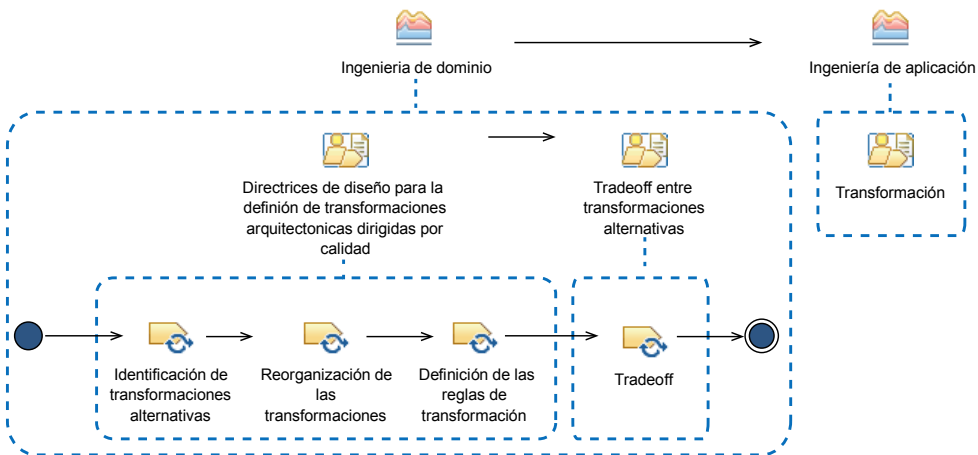 Ingenieria de dominio
Ingeniería de aplicación
Directrices de diseño para la
definión de transformaciones
arquitectonicas dirigidas por
calidad
Tradeoff entre
transformaciones
alternativas
Transformación
Identificación de
transformaciones
alternativas
Reorganización de
las
transformaciones
Definición de las
reglas de
transformación
Tradeoff